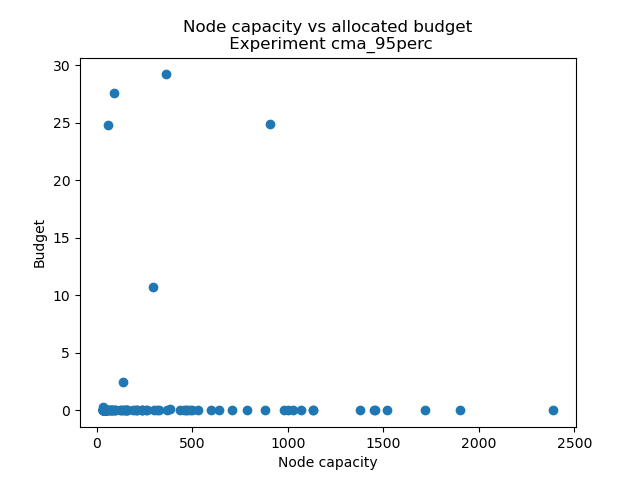 Node capacity vs allocated budget
Experiment cma_95perc
30
25
20
15
10
5
0
Budget
0 500 1000 1500 2000 2500
Node capacity